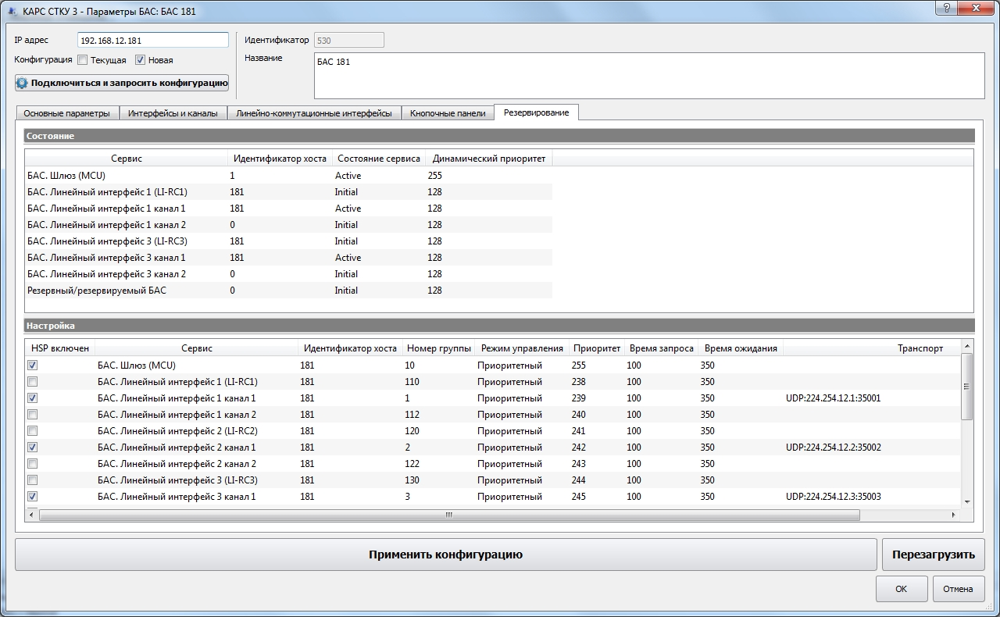 КАРС СТКУ 3 - Параметры БАС: БАС 181
IP адрес 192.168.12.181 Идентификатор 530
Конфигурация Текущая Новая Название БАС 181
Подключиться и запросить конфигурацию
Основные параметры Интерфейсы и каналы Линейно-коммутационные интерфейсы Кнопочные панели Резервирование
Состояние
Сервис Идентификатор хоста Состояние сервиса Динамический приоритет
БАС. Шлюз (MCU) 1 Active 255
БАС. Линейный интерфейс 1 (LI-RC1) 181 Initial 128
БАС. Линейный интерфейс 1 канал 1 181 Active 128
БАС. Линейный интерфейс 1 канал 2 0 Initial 128
БАС. Линейный интерфейс 3 (LI-RC3) 181 Initial 128
БАС. Линейный интерфейс 3 канал 1 181 Active 128
БАС. Линейный интерфейс 3 канал 2 0 Initial 128
Резервный/резервируемый БАС 0 Initial 128
Настройка
HSP включен Сервис Идентификатор хоста Номер группы Режим управления Приоритет Время запроса Время ожидания Транспорт
БАС. Шлюз (MCU) 181 10 Приоритетный 255 100 350
БАС. Линейный интерфейс 1 (LI-RC1) 181 110 Приоритетный 238 100 350
БАС. Линейный интерфейс 1 канал 1 181 1 Приоритетный 239 100 350 UDP:224.254.12.1:35001
БАС. Линейный интерфейс 1 канал 2 181 112 Приоритетный 240 100 350
БАС. Линейный интерфейс 2 (LI-RC2) 181 120 Приоритетный 241 100 350
БАС. Линейный интерфейс 2 канал 1 181 2 Приоритетный 242 100 350 UDP:224.254.12.2:35002
БАС. Линейный интерфейс 2 канал 2 181 122 Приоритетный 243 100 350
БАС. Линейный интерфейс 3 (LI-RC3) 181 130 Приоритетный 244 100 350
БАС. Линейный интерфейс 3 канал 1 181 3 Приоритетный 245 100 350 UDP:224.254.12.3:35003
Применить конфигурацию Перезагрузить
OK Отмена